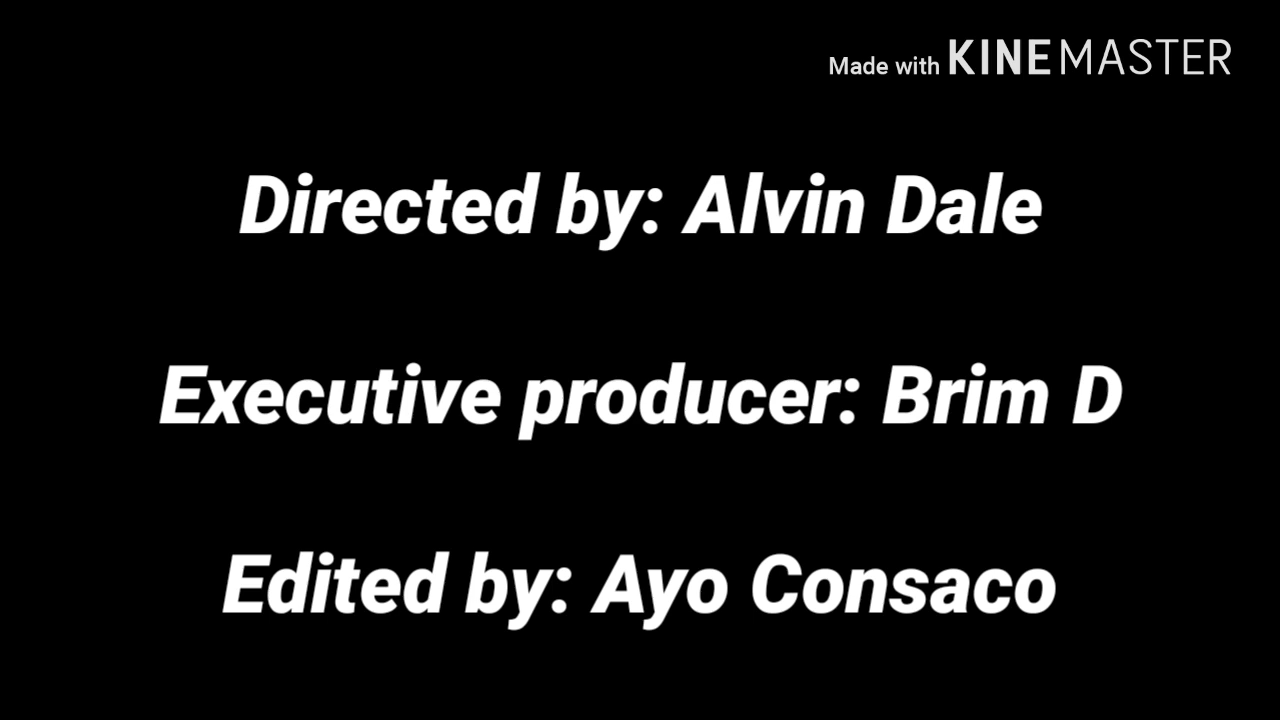 Made with KINEMASTER
Directed by: Alvin Dale
Executive producer: Brim D
Edited by: Ayo Consaco